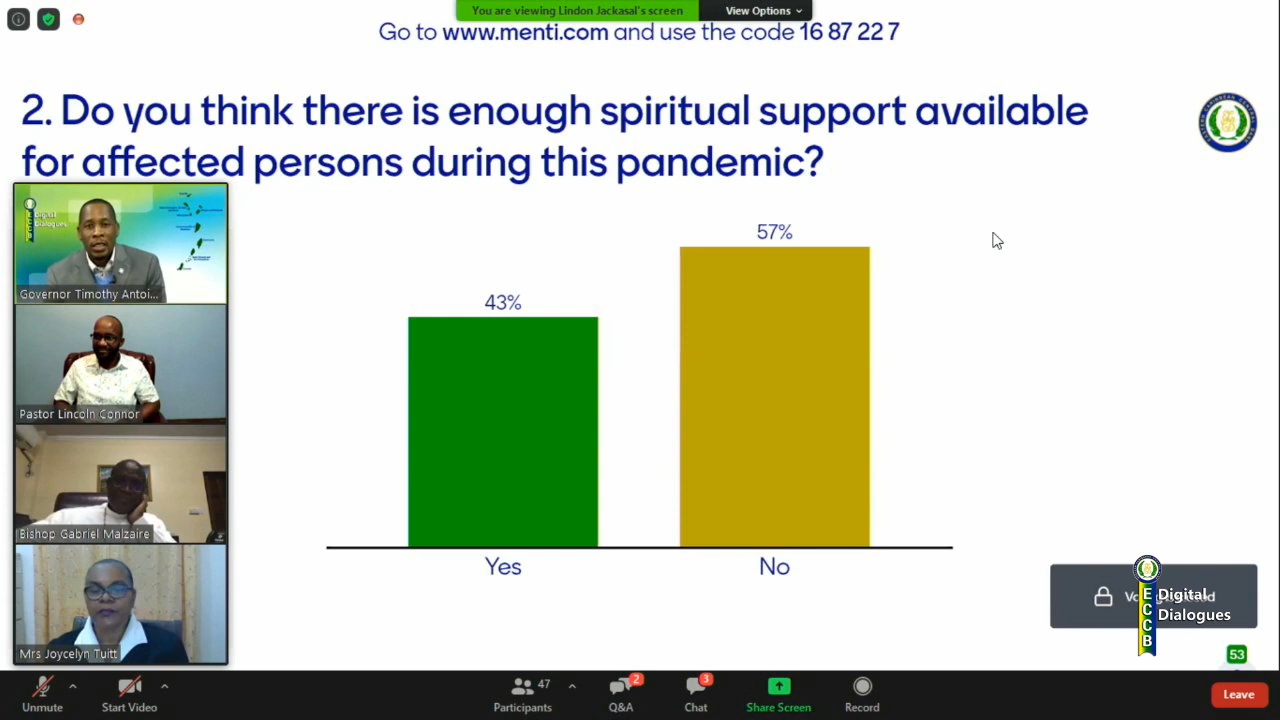 You are viewing Lindon Jackasal's screen
View Options
Go to www.menti.com and use the code 16 87 22 7
2. Do you think there is enough spiritual support available
for affected persons during this pandemic?
Digital
Dialogues
Governor Timothy Antoi...
Pastor Lincoln Connor
Bishop Gabriel Malzaire
Mrs Joycelyn Tuitt
43%
57%
Yes
No
ECCB
Digital
Dialogues
53
Unmute
Start Video
47
Participants
2
Q&A
3
Chat
Share Screen
Record
Leave